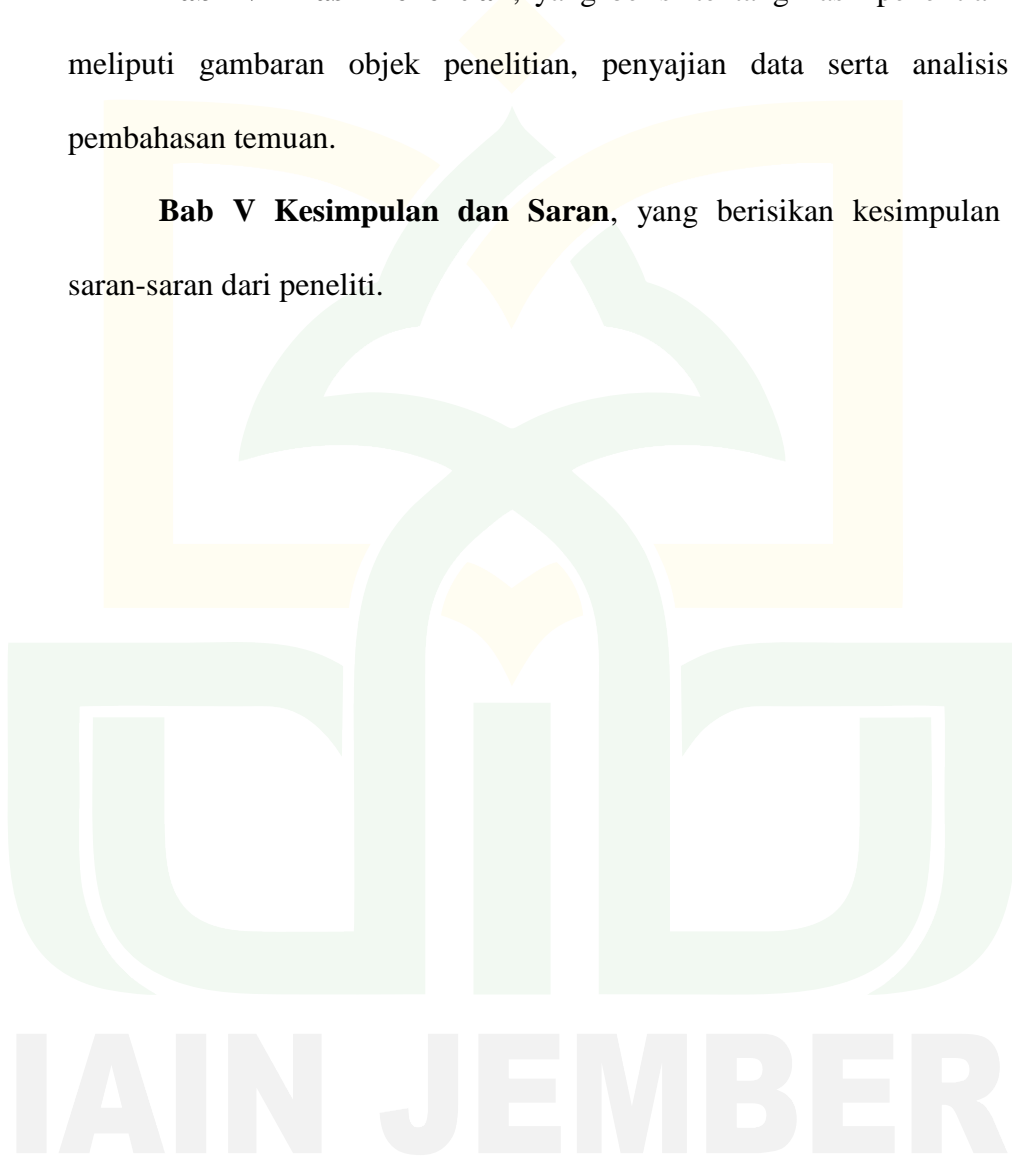 meliputi gambaran objek penelitian, penyajian data serta analisis
pembahasan temuan.
Bab V Kesimpulan dan Saran, yang berisikan kesimpulan
saran-saran dari peneliti.
IAIN JEMBER